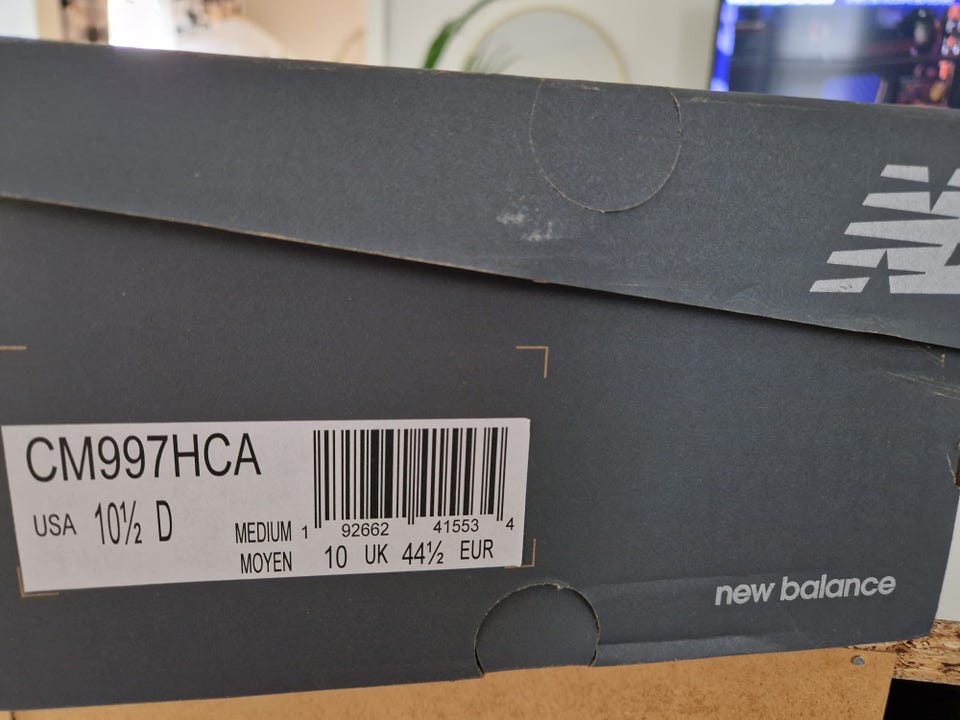 CM997HCA
USA 10½ D
MEDIUM
MOYEN
1 92662 41553 4
10 UK 44½ EUR
new balance